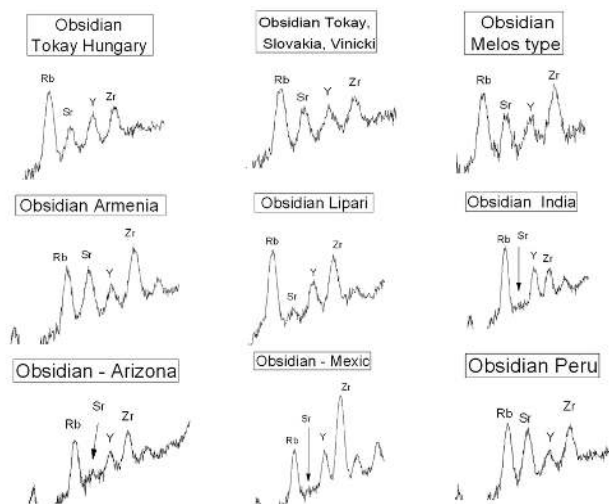 Obsidian
Tokay Hungary
Rb
Sr
Y
Zr
Obsidian Tokay,
Slovakia, Vinicki
Rb
Sr
Y
Zr
Obsidian
Melos type
Rb
Sr
Y
Zr
Obsidian Armenia
Rb
Sr
Y
Zr
Obsidian Lipari
Rb
Sr
Y
Zr
Obsidian India
Rb
Sr
Y
Zr
Obsidian - Arizona
Rb
Sr
Y
Zr
Obsidian - Mexic
Rb
Sr
Y
Zr
Obsidian Peru
Rb
Sr
Y
Zr